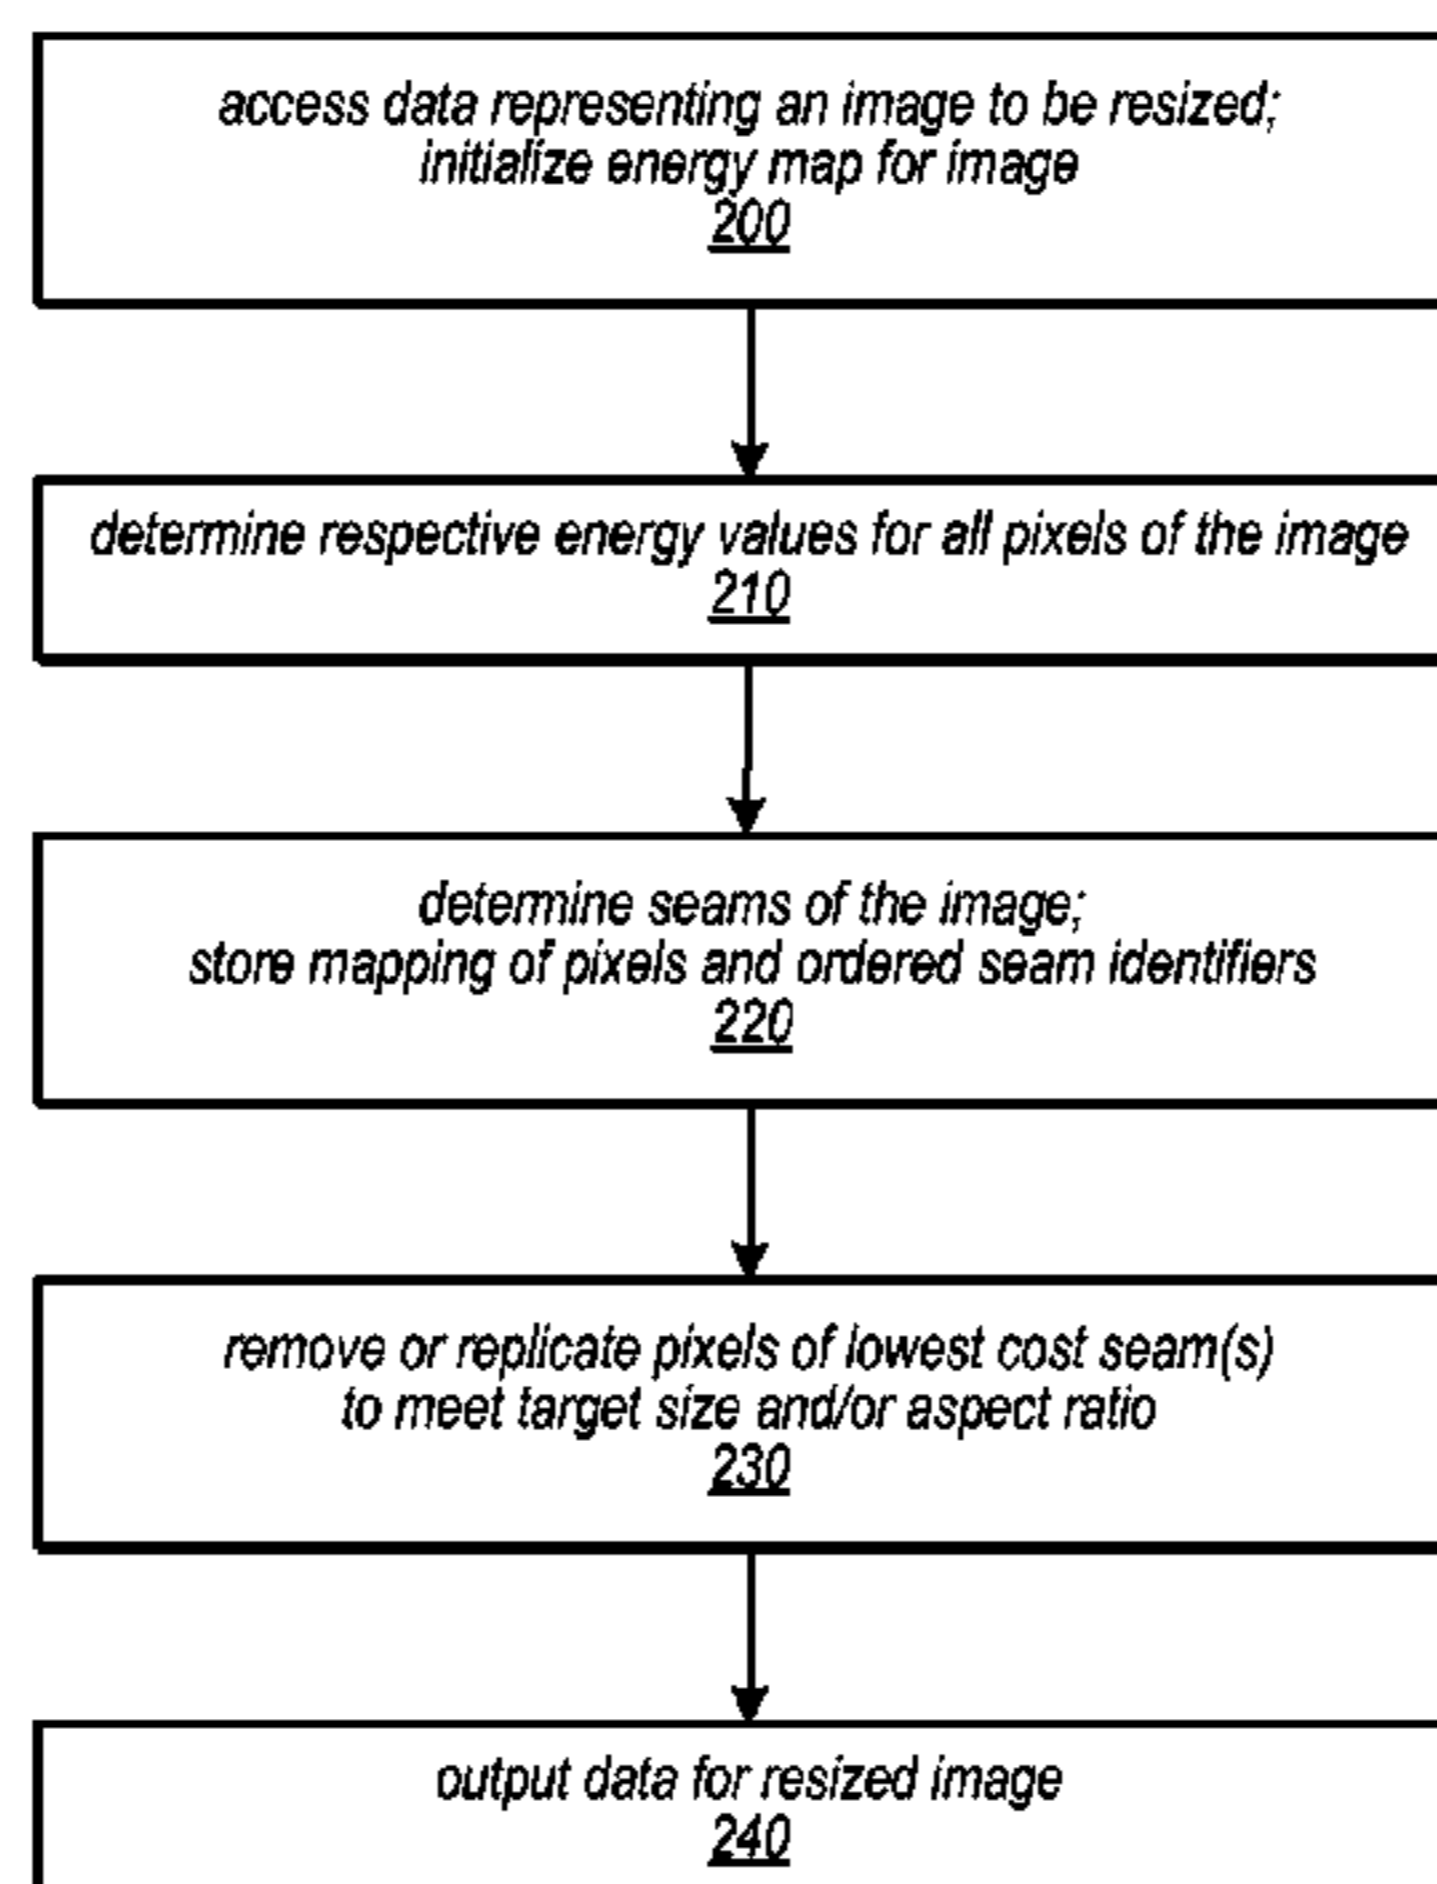 access data representing an image to be resized;
initialize energy map for image
200
determine respective energy values for all pixels of the image
210
determine seams of the image;
store mapping of pixels and ordered seam identifiers
220
remove or replicate pixels of lowest cost seam(s)
to meet target size and/or aspect ratio
230
output data for resized image
240